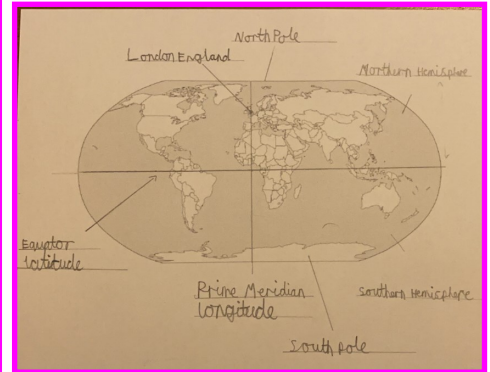 North Pole
London England
Northern Hemisphere
Equator
latitude
Prime Meridian
longitude
Southern Hemisphere
South Pole